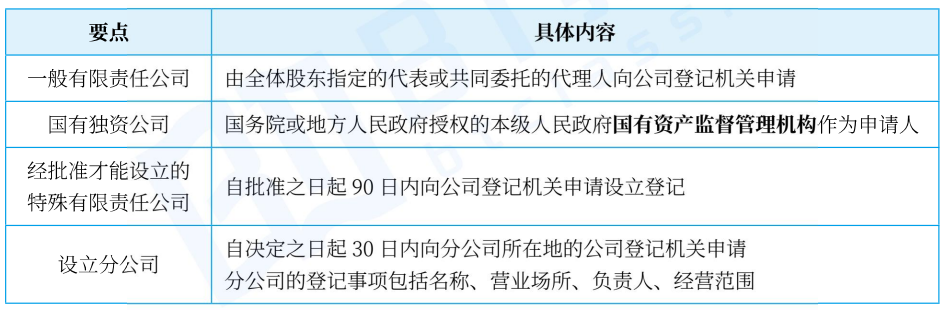 要点 具体内容
一般有限责任公司 由全体股东指定的代表或共同委托的代理人向公司登记机关申请
国有独资公司 国务院或地方人民政府授权的本级人民政府国有资产监督管理机构作为申请人
经批准才能设立的
特殊有限责任公司
自批准之日起 90 日内向公司登记机关申请设立登记
设立分公司
自决定之日起 30 日内向分公司所在地的公司登记机关申请
分公司的登记事项包括名称、营业场所、负责人、经营范围